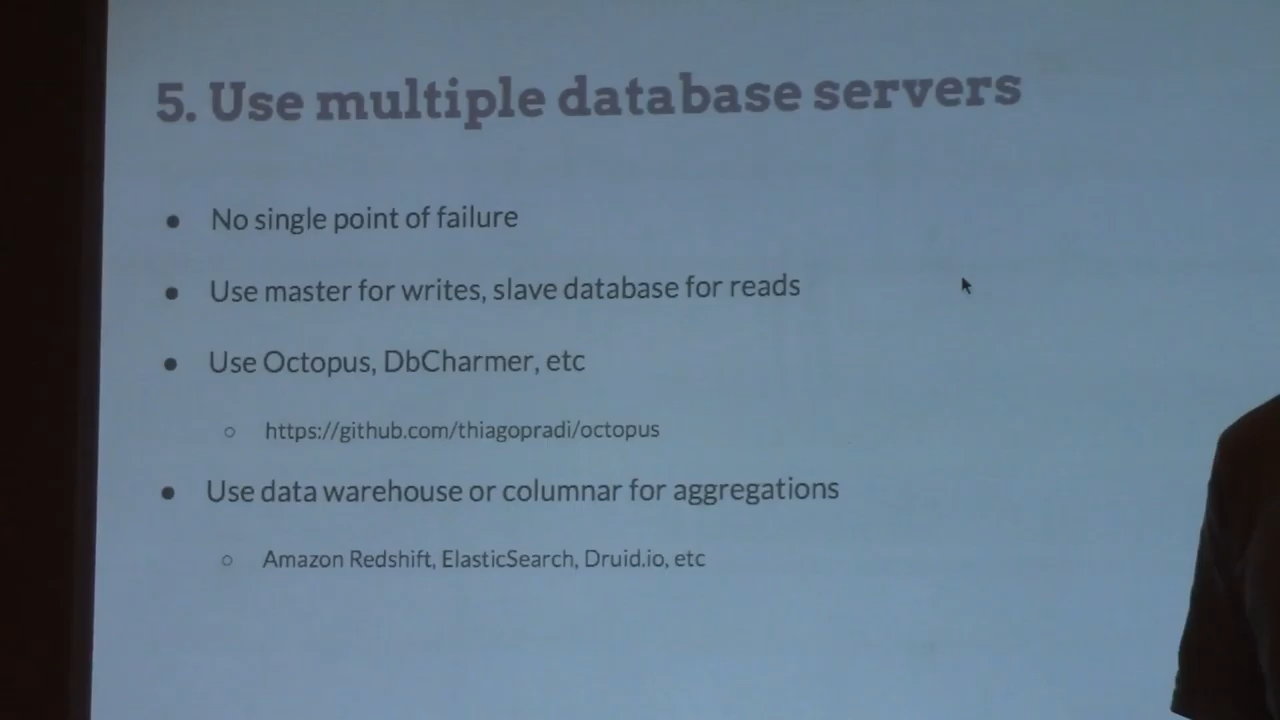 5. Use multiple database servers
● No single point of failure
● Use master for writes, slave database for reads
● Use Octopus, DbCharmer, etc
○ https://github.com/thiagopradi/octopus
● Use data warehouse or columnar for aggregations
○ Amazon Redshift, ElasticSearch, Druid.io, etc